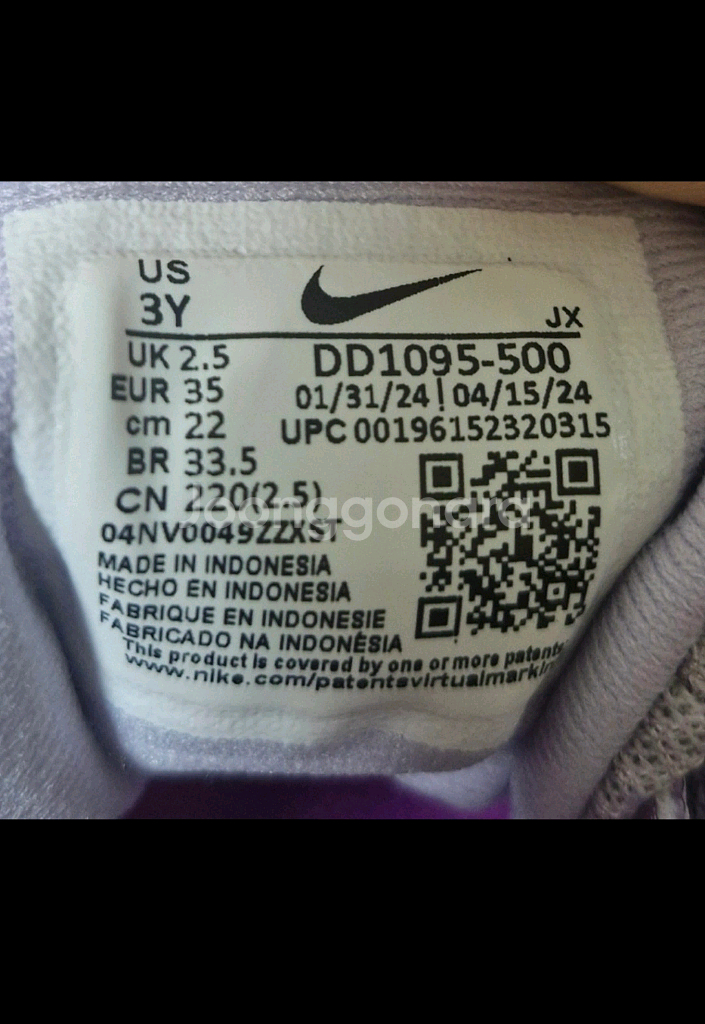 US
3Y
JX
UK 2.5
DD1095-500
EUR 35
01/31/24 | 04/15/24
cm 22
UPC 00196152320315
BR 33.5
CN 220(2.5)
joonggonara
04NV0049ZZXST
MADE IN INDONESIA
HECHO EN INDONESIA
FABRIQUE EN INDONESIE
FABRICADO NA INDONÉSIA
This product is covered by one or more patents.
www.nike.com/patentsvirtualmarkin